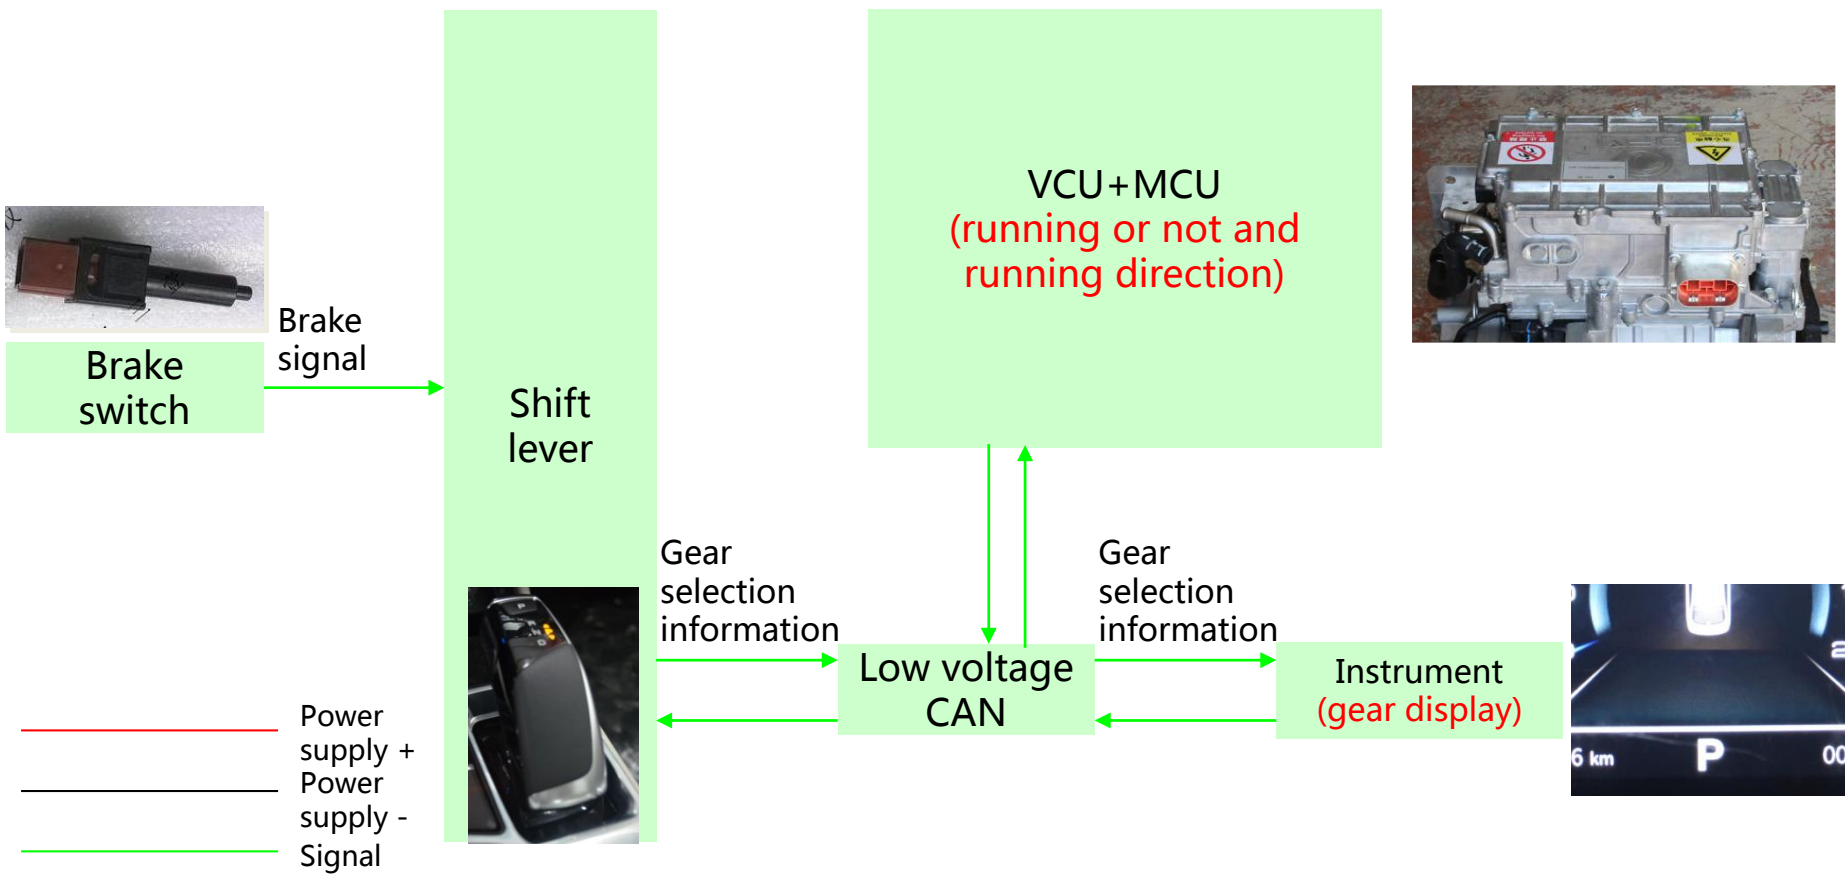 VCU+MCU
(running or not and
running direction)
Brake
signal
Brake
switch
Shift
lever
Gear
selection
information
Gear
selection
information
Low voltage
CAN
Instrument
(gear display)
6 km
P
00
P
Power
supply +
Power
supply -
Signal